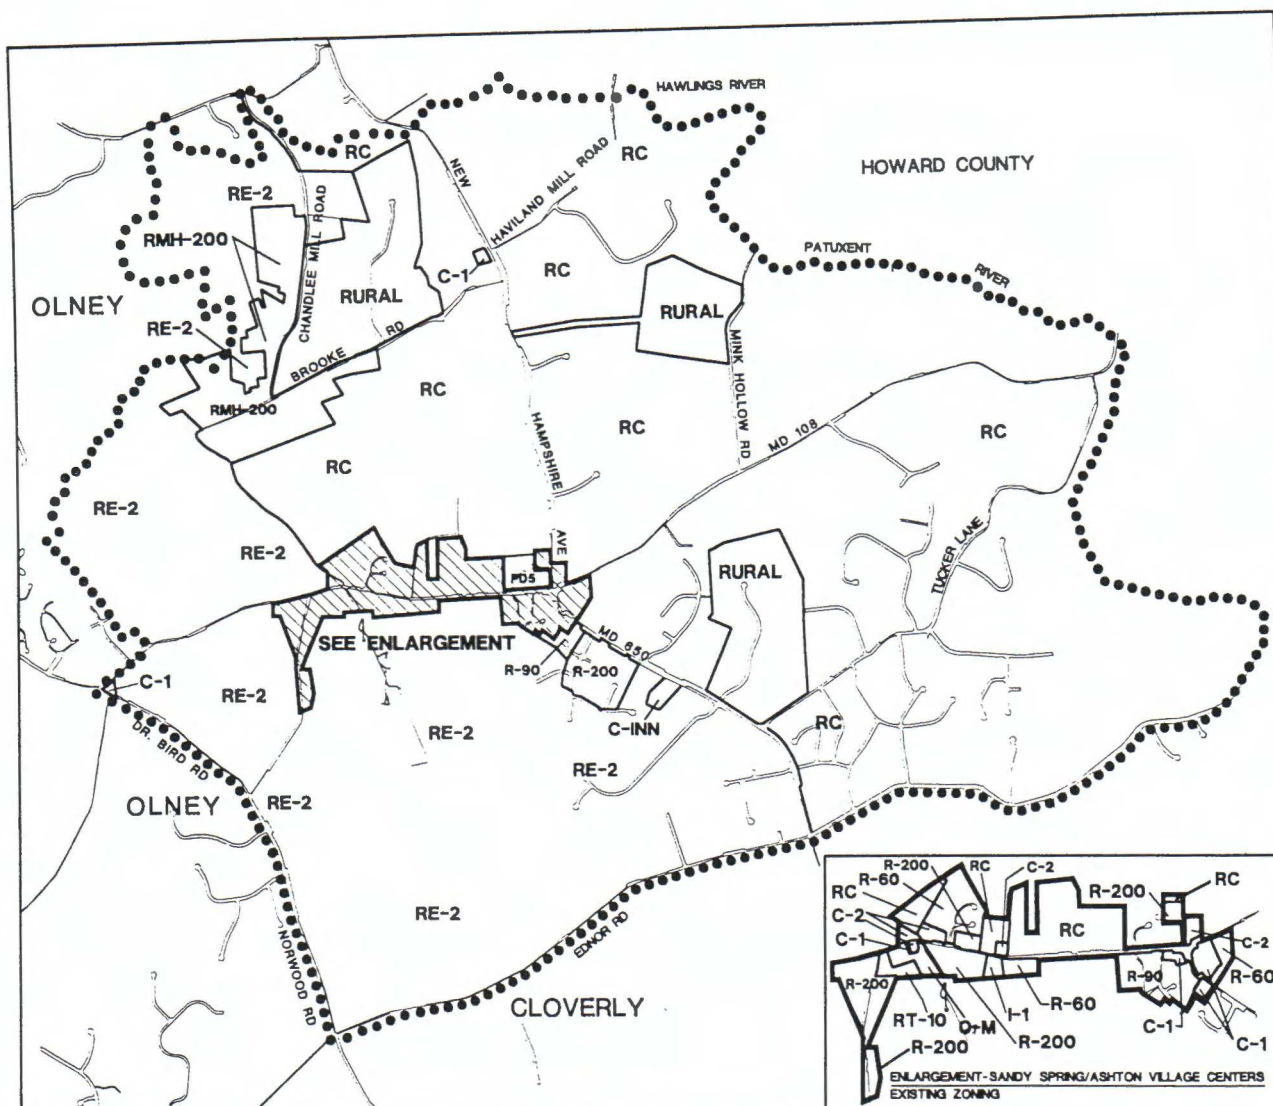 HAWLINGS RIVER
RC
NEW
HAVILAND MILL ROAD
RC
HOWARD COUNTY
RE-2
CHANDLEE MILL ROAD
RMH-200
PATUXENT
RIVER
C-1
RC
OLNEY
RURAL
RURAL
RE-2
BROOKE RD
MINK HOLLOW RD
RMH-200
RC
HAMPSHIRE
RC
MD 108
RC
RC
RE-2
TUCKER LANE
RE-2
AVE
PD5
RURAL
SEE ENLARGEMENT
MD 650
R-90
R-200
C-1
RE-2
C-INN
RC
DR. BIRD RD
RE-2
RE-2
OLNEY
RE-2
RE-2
NORWOOD RD
EDNOR RD
CLOVERLY
R-200
RC
C-2
R-60
RC
R-200
RC
C-2
C-1
RC
C-2
R-200
R-90
R-60
RT-10
O-M
I-1
R-60
C-1
R-200
R-200
C-1
ENLARGEMENT-SANDY SPRING/ASHTON VILLAGE CENTERS
EXISTING ZONING